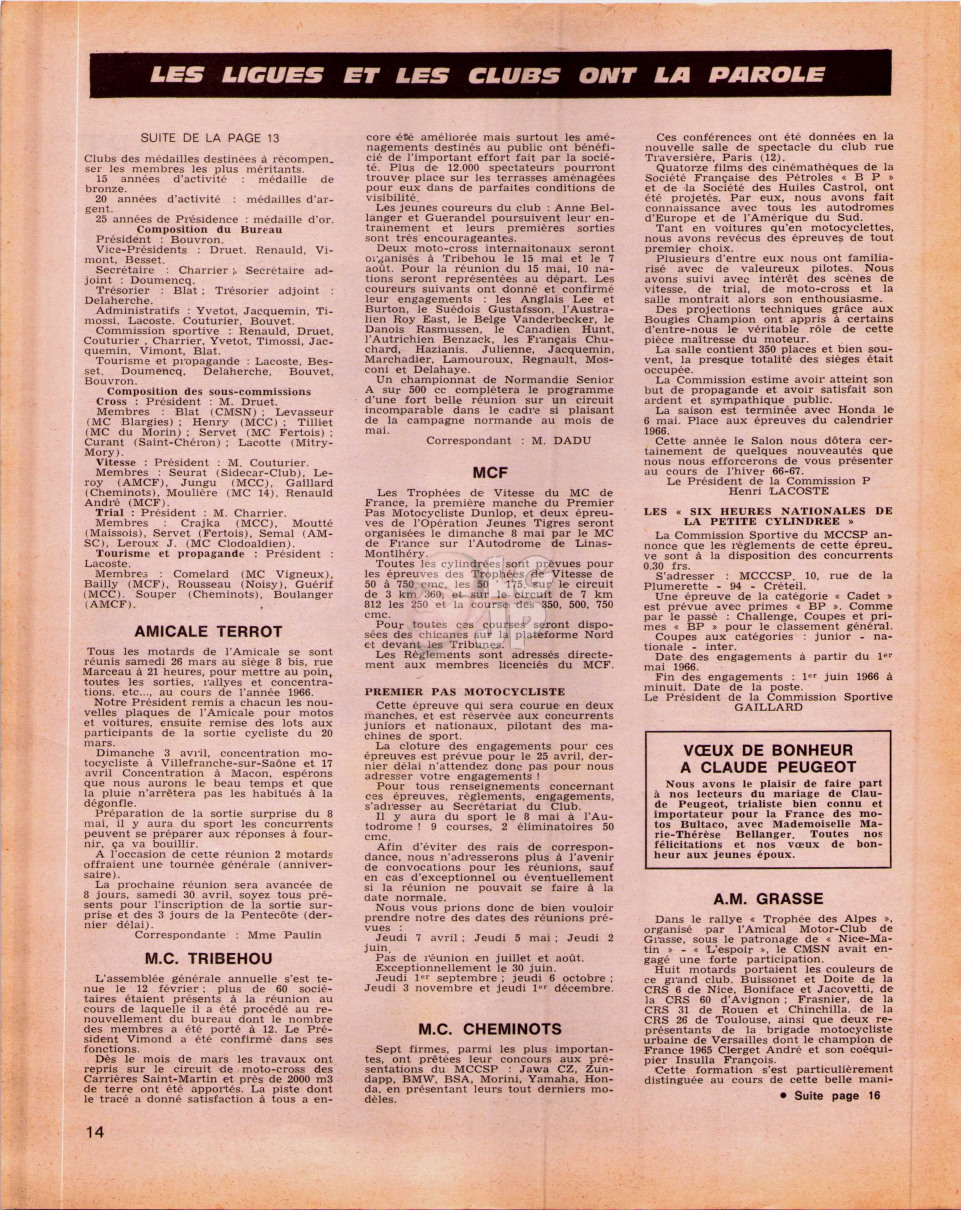 LES LIGUES ET LES CLUBS ONT LA PAROLE
SUITE DE LA PAGE 13
Clubs des médailles destinées à récompen-
ser les membres les plus méritants.
15 années d'activité : médaille de
bronze.
20 années d'activité : médailles d'ar-
gent.
25 années de Présidence : médaille d'or.
Composition du Bureau
Président : Bouvron.
Vice-Présidents : Druet. Renauld, Vi-
mont, Besset.
Secrétaire : Charrier ; Secrétaire ad-
joint : Doumencq.
Trésorier : Blat ; Trésorier adjoint :
Delaherche.
Administratifs : Yvetot, Jacquemin, Ti-
mossi, Lacoste. Couturier, Bouvet.
Commission sportive : Renauld, Druet,
Couturier , Charrier, Yvetot, Timossi, Jac-
quemin, Vimont, Blat.
Tourisme et propagande : Lacoste, Bes-
set, Doumencq, Delaherche, Bouvet,
Bouvron.
Composition des sous-commissions
Cross : Président : M. Druet.
Membres : Blat (CMSN) ; Levasseur
(MC Blargies) ; Henry (MCC) ; Tilliet
(MC du Morin) ; Servet (MC Fertois) ;
Curant (Saint-Chéron) ; Lacotte (Mitry-
Mory).
Vitesse : Président : M. Couturier.
Membres : Seurat (Sidecar-Club), Le-
roy (AMCF), Jungu (MCC), Gaillard
(Cheminots), Moulière (MC 14), Renauld
André (MCF).
Trial : Président : M. Charrier.
Membres : Crajka (MCC), Moutté
(Maissois), Servet (Fertois), Semal (AM-
SC), Leroux J. (MC Clodoaldien).
Tourisme et propagande : Président :
Lacoste.
Membres : Comelard (MC Vigneux),
Bailly (MCF), Rousseau (Noisy), Guérif
(MCC). Souper (Cheminots), Boulanger
(AMCF).
AMICALE TERROT
Tous les motards de l'Amicale se sont
réunis samedi 26 mars au siège 8 bis, rue
Marceau à 21 heures, pour mettre au point,
toutes les sorties, rallyes et concentra-
tions. etc..., au cours de l'année 1966.
Notre Président remis a chacun les nou-
velles plaques de l'Amicale pour motos
et voitures, ensuite remise des lots aux
participants de la sortie cycliste du 20
mars.
Dimanche 3 avril, concentration mo-
tocycliste à Villefranche-sur-Saône et 17
avril Concentration à Macon, espérons
que nous aurons le beau temps et que
la pluie n'arrêtera pas les habitués à la
dégonfle.
Préparation de la sortie surprise du 8
mai, il y aura du sport les concurrents
peuvent se préparer aux réponses à four-
nir, ça va bouillir.
A l'occasion de cette réunion 2 motards
offraient une tournée générale (anniver-
saire).
La prochaine réunion sera avancée de
8 jours, samedi 30 avril, soyez tous pré-
sents pour l'inscription de la sortie sur-
prise et des 3 jours de la Pentecôte (der-
nier délai).
Correspondante : Mme Paulin
M.C. TRIBEHOU
L'assemblée générale annuelle s'est te-
nue le 12 février ; plus de 60 socié-
taires étaient présents à la réunion au
cours de laquelle il a été procédé au re-
nouvellement du bureau dont le nombre
des membres a été porté à 12. Le Pré-
sident Vimond a été confirmé dans ses
fonctions.
Dès le mois de mars les travaux ont
repris sur le circuit de moto-cross des
Carrières Saint-Martin et près de 2000 m3
de terre ont été apportés. La piste dont
le tracé a donné satisfaction à tous a en-
core été améliorée mais surtout les amé-
nagements destinés au public ont bénéfi-
cié de l'important effort fait par la socié-
té. Plus de 12.000 spectateurs pourront
trouver place sur les terrasses aménagées
pour eux dans de parfaites conditions de
visibilité.
Les jeunes coureurs du club : Anne Bel-
langer et Guerandel poursuivent leur en-
traînement et leurs premières sorties
sont très encourageantes.
Deux moto-cross internaitonaux seront
organisés à Tribehou le 15 mai et le 7
août. Pour la réunion du 15 mai, 10 na-
tions seront représentées au départ. Les
coureurs suivants ont donné et confirmé
leur engagements : les Anglais Lee et
Burton, le Suédois Gustafsson, l'Austra-
lien Roy East, le Belge Vanderbecker, le
Danois Rasmussen, le Canadien Hunt,
l'Autrichien Benzack, les Français Chu-
chard, Hazianis. Julienne, Jacquemin,
Marchadier, Lamouroux, Regnault, Mos-
coni et Delahaye.
Un championnat de Normandie Senior
A sur 500 cc complètera le programme
d'une fort belle réunion sur un circuit
incomparable dans le cadre si plaisant
de la campagne normande au mois de
mai.
Correspondant : M. DADU
MCF
Les Trophées de Vitesse du MC de
France, la première manche du Premier
Pas Motocycliste Dunlop, et deux épreu-
ves de l'Opération Jeunes Tigres seront
organisées le dimanche 8 mai par le MC
de France sur l'Autodrome de Linas-
Montlhéry.
Toutes les cylindrées sont prévues pour
les épreuves des Trophées de Vitesse de
50 à 750 cmc, les 50 175 sur le circuit
de 3 km 360, et sur le circuit de 7 km
812 les 250 et la course des 350, 500, 750
cmc.
Pour toutes ces courses seront dispo-
sées des chicanes sur la plateforme Nord
et devant les Tribunes.
Les Règlements sont adressés directe-
ment aux membres licenciés du MCF.
PREMIER PAS MOTOCYCLISTE
Cette épreuve qui sera courue en deux
manches, et est réservée aux concurrents
juniors et nationaux, pilotant des ma-
chines de sport.
La cloture des engagements pour ces
épreuves est prévue pour le 25 avril, der-
nier délai n'attendez donc pas pour nous
adresser votre engagements !
Pour tous renseignements concernant
ces épreuves, règlements, engagements,
s'adresser au Secrétariat du Club.
Il y aura du sport le 8 mai à l'Au-
todrome ! 9 courses, 2 éliminatoires 50
cmc.
Afin d'éviter des rais de correspon-
dance, nous n'adresserons plus à l'avenir
de convocations pour les réunions, sauf
en cas d'exceptionnel ou éventuellement
si la réunion ne pouvait se faire à la
date normale.
Nous vous prions donc de bien vouloir
prendre notre des dates des réunions pré-
vues :
Jeudi 7 avril ; Jeudi 5 mai ; Jeudi 2
juin.
Pas de réunion en juillet et août.
Exceptionnellement le 30 juin.
Jeudi 1er septembre ; jeudi 6 octobre ;
Jeudi 3 novembre et jeudi 1er décembre.
M.C. CHEMINOTS
Sept firmes, parmi les plus importan-
tes, ont prêtées leur concours aux pré-
sentations du MCCSP : Jawa CZ, Zun-
dapp, BMW, BSA, Morini, Yamaha, Hon-
da, en présentant leurs tout derniers mo-
dèles.
Ces conférences ont été données en la
nouvelle salle de spectacle du club rue
Traversière, Paris (12).
Quatorze films des cinémathèques de la
Société Française des Pétroles « B P »
et de la Société des Huiles Castrol, ont
été projetés. Par eux, nous avons fait
connaissance avec tous les autodromes
d'Europe et de l'Amérique du Sud.
Tant en voitures qu'en motocyclettes,
nous avons revécus des épreuves de tout
premier choix.
Plusieurs d'entre eux nous ont familia-
risé avec de valeureux pilotes. Nous
avons suivi avec intérêt des scènes de
vitesse, de trial, de moto-cross et la
salle montrait alors son enthousiasme.
Des projections techniques grâce aux
Bougies Champion ont appris à certains
d'entre-nous le véritable rôle de cette
pièce maîtresse du moteur.
La salle contient 350 places et bien sou-
vent, la presque totalité des sièges était
occupée.
La Commission estime avoir atteint son
but de propagande et avoir satisfait son
ardent et sympathique public.
La saison est terminée avec Honda le
6 mai. Place aux épreuves du calendrier
1966.
Cette année le Salon nous dôtera cer-
tainement de quelques nouveautés que
nous nous efforcerons de vous présenter
au cours de l'hiver 66-67.
Le Président de la Commission P
Henri LACOSTE
LES « SIX HEURES NATIONALES DE
LA PETITE CYLINDREE »
La Commission Sportive du MCCSP an-
nonce que les règlements de cette épreu-
ve sont à la disposition des concurrents
0.30 frs.
S'adresser : MCCCSP, 10, rue de la
Plumerette - 94 - Créteil.
Une épreuve de la catégorie « Cadet »
est prévue avec primes « BP ». Comme
par le passé : Challenge, Coupes et pri-
mes « BP » pour le classement général.
Coupes aux catégories : junior - na-
tionale - inter.
Date des engagements à partir du 1er
mai 1966.
Fin des engagements : 1er juin 1966 à
minuit. Date de la poste.
Le Président de la Commission Sportive
GAILLARD
VŒUX DE BONHEUR
A CLAUDE PEUGEOT
Nous avons le plaisir de faire part
à nos lecteurs du mariage de Clau-
de Peugeot, trialiste bien connu et
importateur pour la France des mo-
tos Bultaco, avec Mademoiselle Ma-
rie-Thérèse Bellanger. Toutes nos
félicitations et nos vœux de bon-
heur aux jeunes époux.
A.M. GRASSE
Dans le rallye « Trophée des Alpes »,
organisé par l'Amical Motor-Club de
Grasse, sous le patronage de « Nice-Ma-
tin » - « L'espoir », le CMSN avait en-
gagé une forte participation.
Huit motards portaient les couleurs de
ce grand club. Buissonet et Doite de la
CRS 6 de Nice, Boniface et Jacovetti, de
la CRS 60 d'Avignon ; Frasnier, de la
CRS 31 de Rouen et Chinchilla. de la
CRS 26 de Toulouse, ainsi que deux re-
présentants de la brigade motocycliste
urbaine de Versailles dont le champion de
France 1965 Clerget André et son coéqui-
pier Insulla François.
Cette formation s'est particulièrement
distinguée au cours de cette belle mani-
• Suite page 16
14